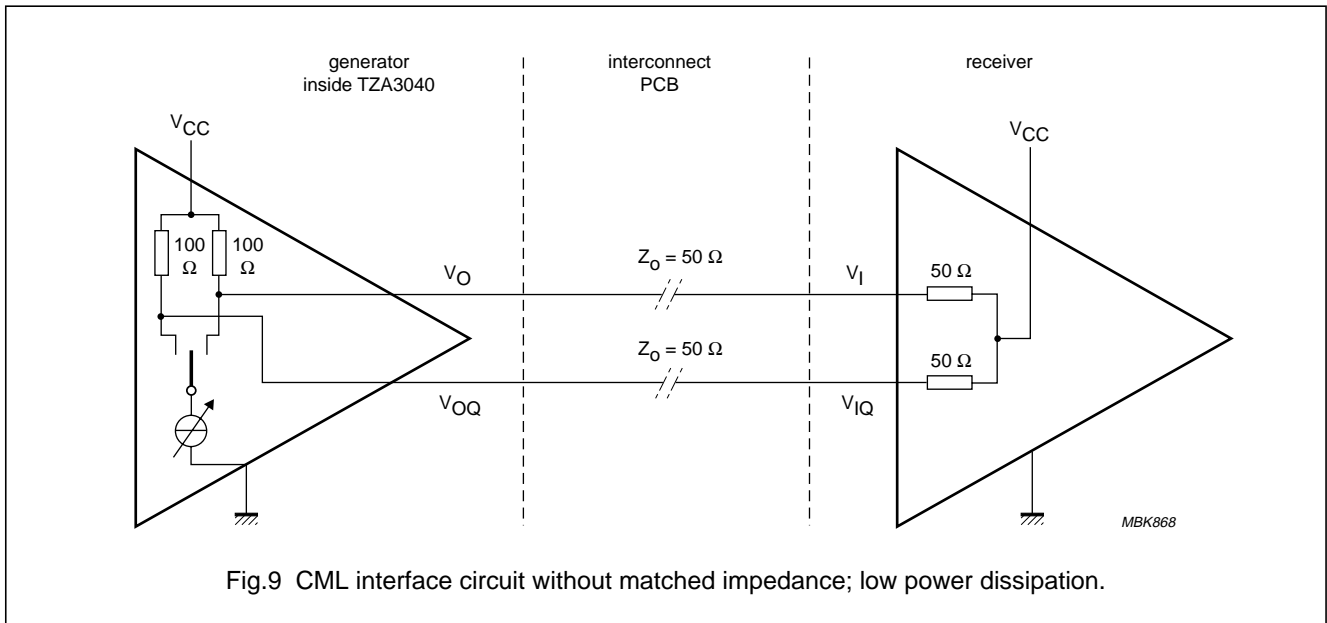 generator
inside TZA3040
interconnect
PCB
receiver
VCC
VCC
100
Ω
100
Ω
VO
Zo = 50 Ω
VI
50 Ω
Zo = 50 Ω
50 Ω
VOQ
VIQ
MBK868
Fig.9 CML interface circuit without matched impedance; low power dissipation.